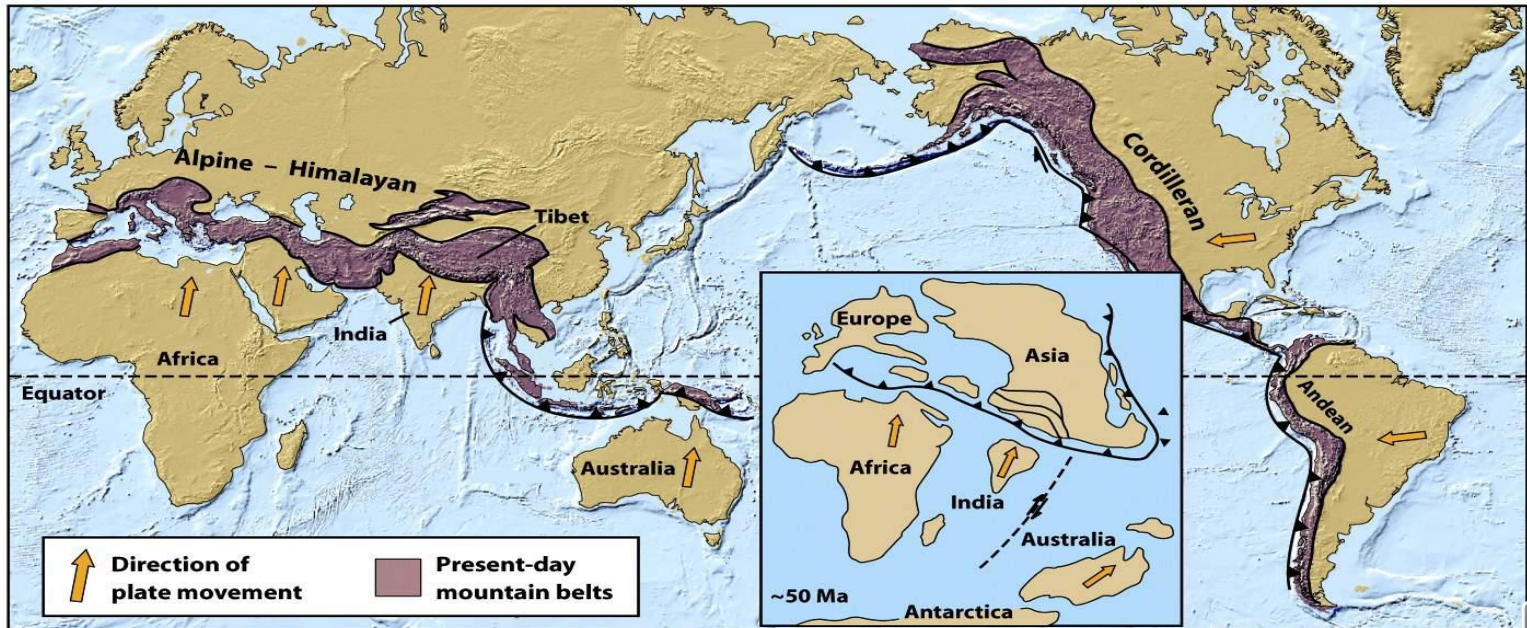 Alpine – Himalayan
Tibet
India
Africa
Equator
Australia
Cordilleran
Andean
Europe
Asia
Africa
India
Australia
~50 Ma
Antarctica
Direction of
plate movement
Present-day
mountain belts